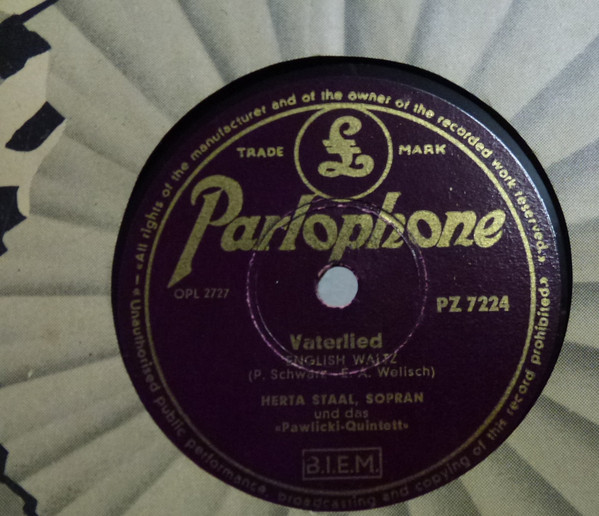 «All rights of the manufacturer and of the owner of the recorded work reserved.»
TRADE MARK
£
Parlophone
OPL 2727
PZ 7224
Vaterlied
ENGLISH WALTZ
(P. Schwarz - E. A. Welisch)
HERTA STAAL, SOPRAN
und das
«Pawlicki-Quintett»
B.I.E.M.
— «Unauthorised public performance, broadcasting and copying of this record prohibited.»